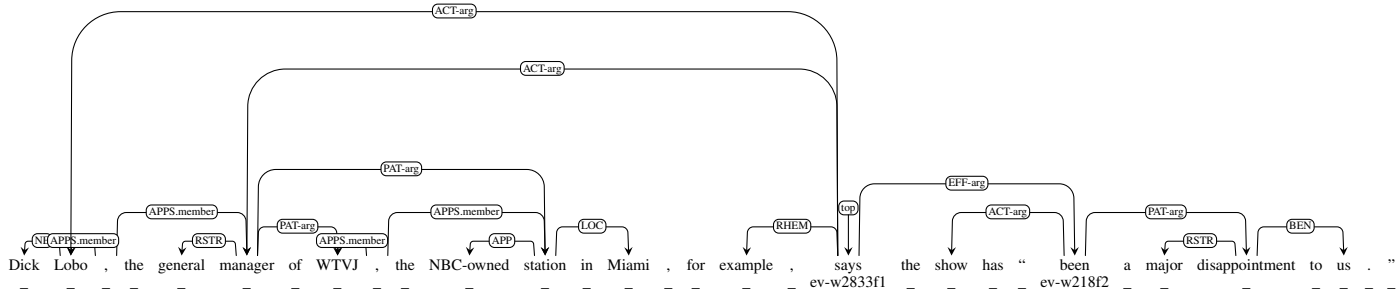 ACT-arg
ACT-arg
PAT-arg
EFF-arg
APPS.member APPS.member top ACT-arg PAT-arg
PAT-arg LOC RHEM BEN
APPS.member RSTR APPS.member APP RSTR
Dick Lobo , the general manager of WTVJ , the NBC-owned station in Miami , for example , says the show has “ been a major disappointment to us . ”
_ _ _ _ _ _ _ _ _ _ _ _ _ _ _ _ _ _ ev-w2833f1 _ _ _ _ ev-w218f2 _ _ _ _ _ _ _